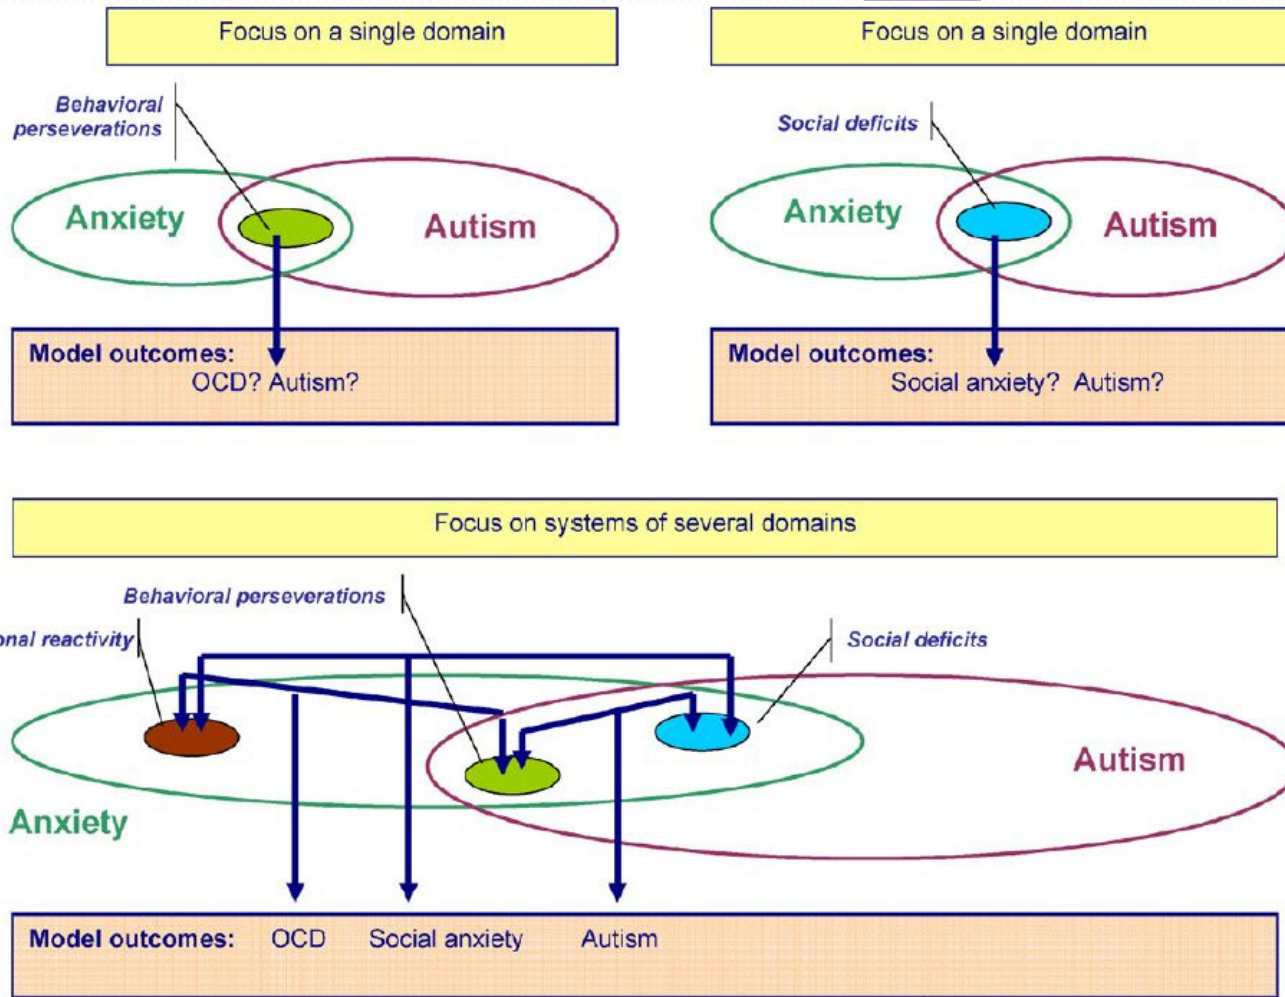 Focus on a single domain
Focus on a single domain
Behavioral
perseverations
Social deficits
Anxiety
Autism
Anxiety
Autism
Model outcomes:
OCD? Autism?
Model outcomes:
Social anxiety? Autism?
Focus on systems of several domains
Behavioral perseverations
onal reactivity
Social deficits
Autism
Anxiety
Model outcomes: OCD Social anxiety Autism